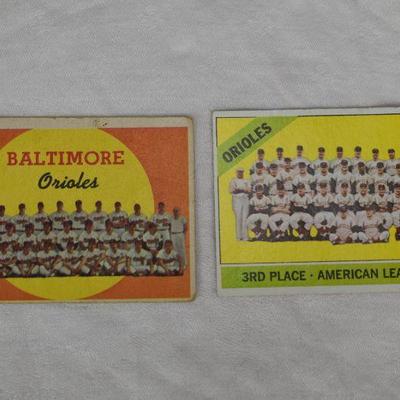 BALTIMORE
Orioles
ORIOLES
3RD PLACE · AMERICAN LEA